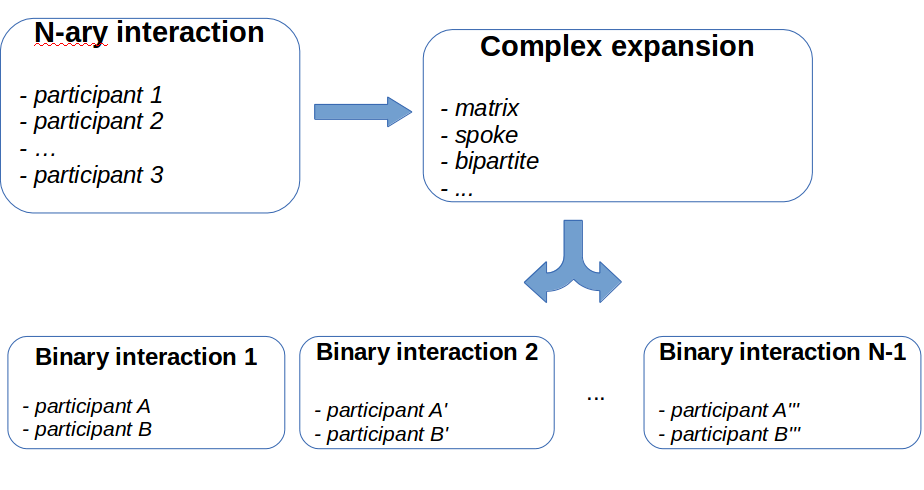 N-ary interaction
- participant 1
- participant 2
- ...
- participant 3
Complex expansion
- matrix
- spoke
- bipartite
- ...
Binary interaction 1
- participant A
- participant B
Binary interaction 2
- participant A'
- participant B'
...
Binary interaction N-1
- participant A'''
- participant B'''